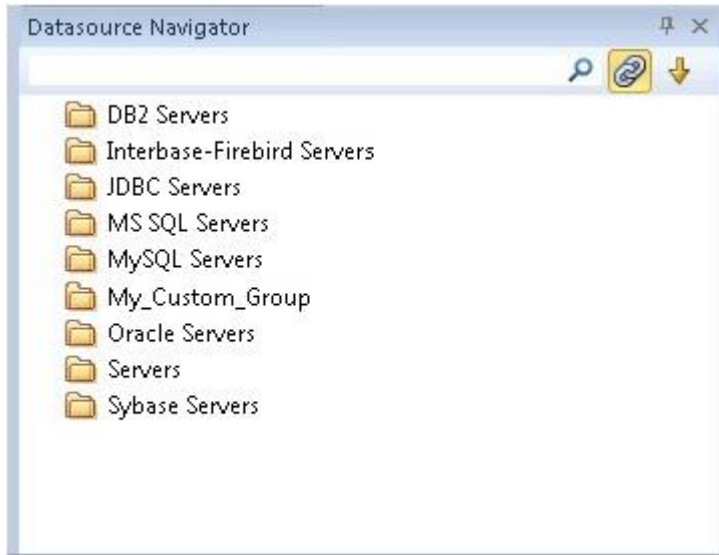 Datasource Navigator
DB2 Servers
Interbase-Firebird Servers
JDBC Servers
MS SQL Servers
MySQL Servers
My_Custom_Group
Oracle Servers
Servers
Sybase Servers